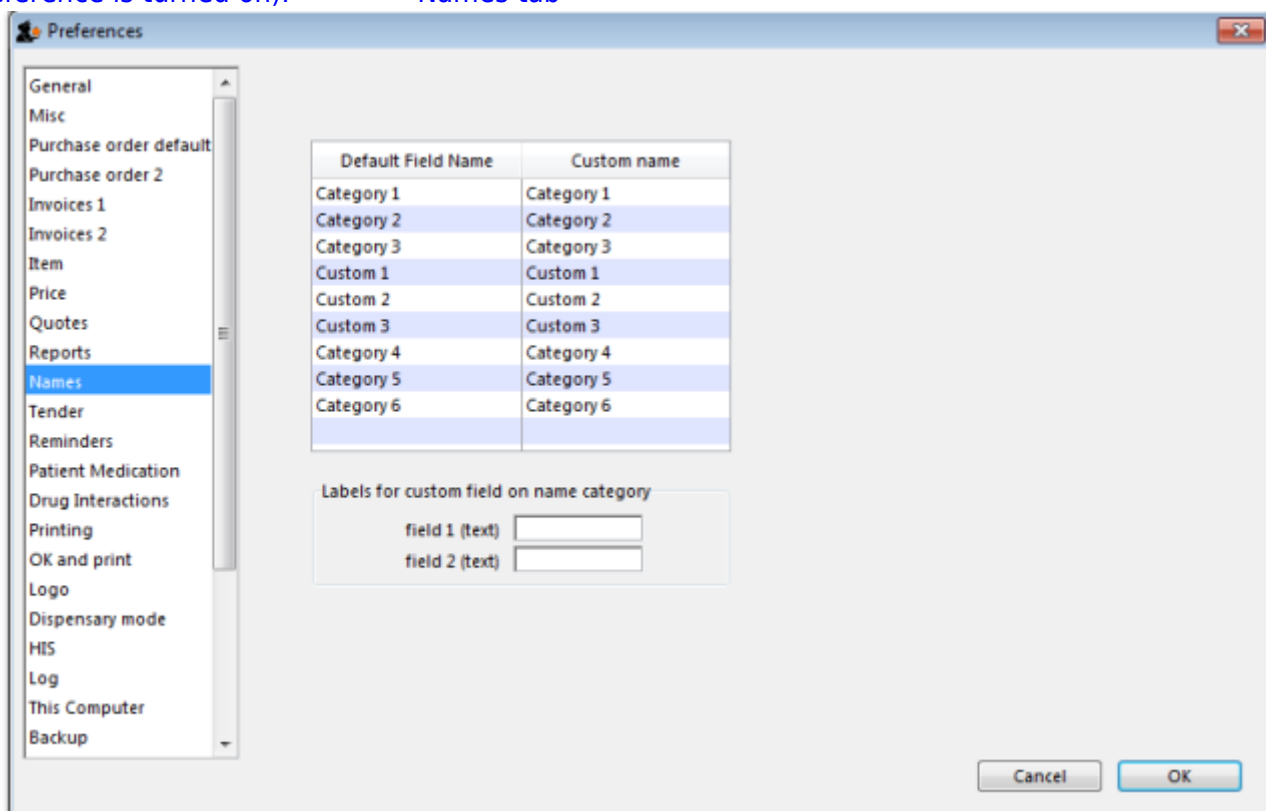 ference is turned on). Names tab
Preferences
General
Misc
Purchase order default
Purchase order 2
Invoices 1
Invoices 2
Item
Price
Quotes
Reports
Names
Tender
Reminders
Patient Medication
Drug Interactions
Printing
OK and print
Logo
Dispensary mode
HIS
Log
This Computer
Backup
Default Field Name Custom name
Category 1 Category 1
Category 2 Category 2
Category 3 Category 3
Custom 1 Custom 1
Custom 2 Custom 2
Custom 3 Custom 3
Category 4 Category 4
Category 5 Category 5
Category 6 Category 6
Labels for custom field on name category
field 1 (text)
field 2 (text)
Cancel OK